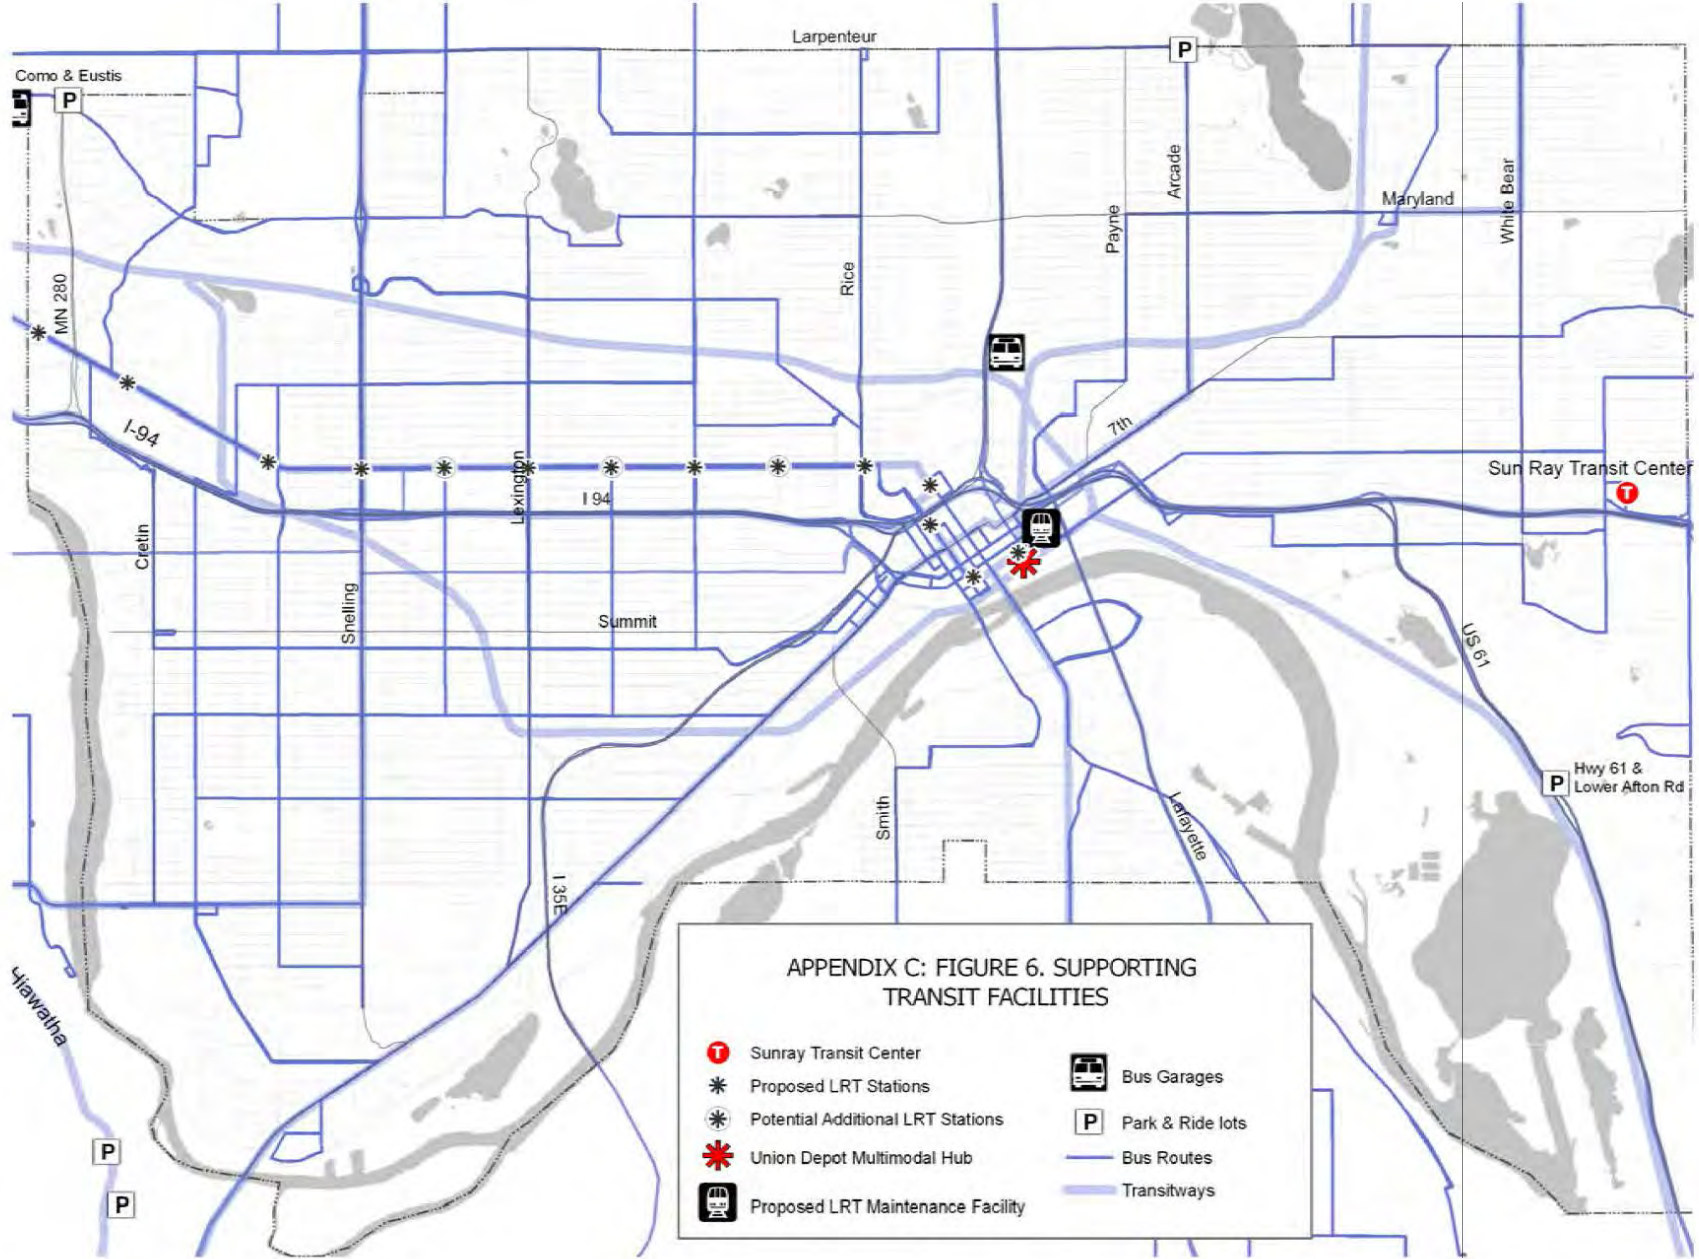 Larpenteur
P
Como & Eustis
P
Arcade
Maryland
White Bear
Payne
Rice
MN 280
I-94
7th
Lexington
Sun Ray Transit Center
T
I 94
Cretin
Snelling
Summit
US 61
P
Hwy 61 &
Lower Afton Rd
Smith
Lafayette
I 35E
Hiawatha
P
P
APPENDIX C: FIGURE 6. SUPPORTING
TRANSIT FACILITIES
T Sunray Transit Center
Proposed LRT Stations
Potential Additional LRT Stations
Union Depot Multimodal Hub
Proposed LRT Maintenance Facility
Bus Garages
P Park & Ride lots
Bus Routes
Transitways